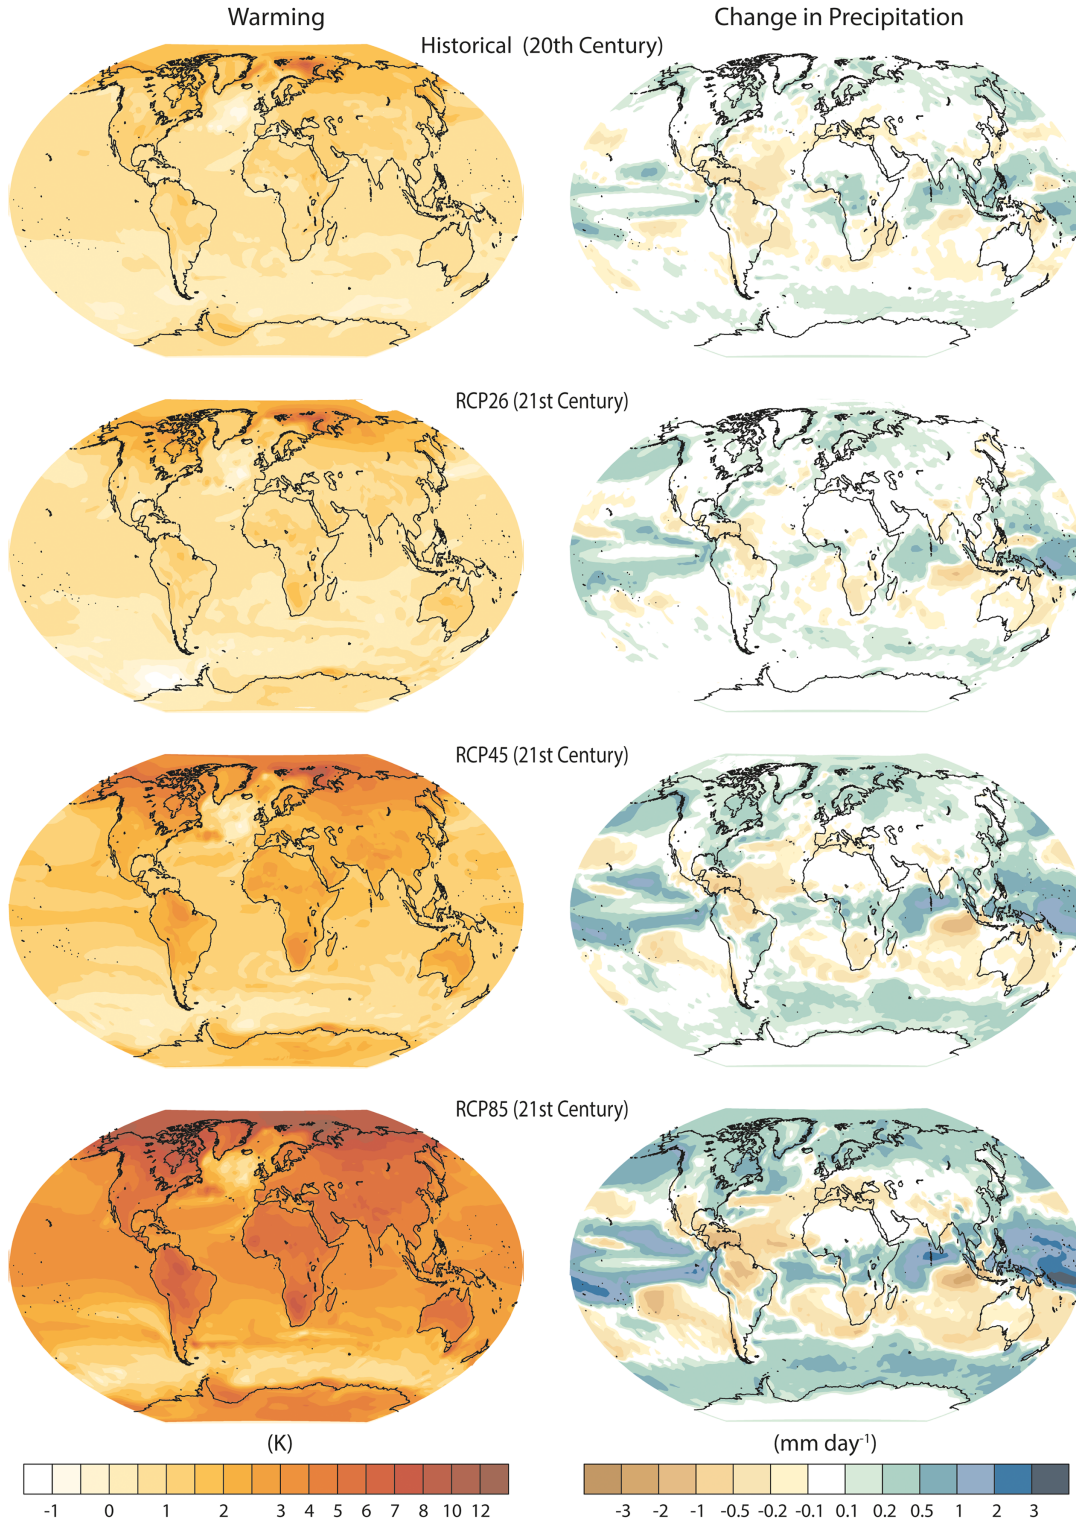 Warming
Change in Precipitation
Historical (20th Century)
RCP26 (21st Century)
RCP45 (21st Century)
RCP85 (21st Century)
(K)
(mm day-1)
-1 0 1 2 3 4 5 6 7 8 10 12
-3 -2 -1 -0.5 -0.2 -0.1 0.1 0.2 0.5 1 2 3